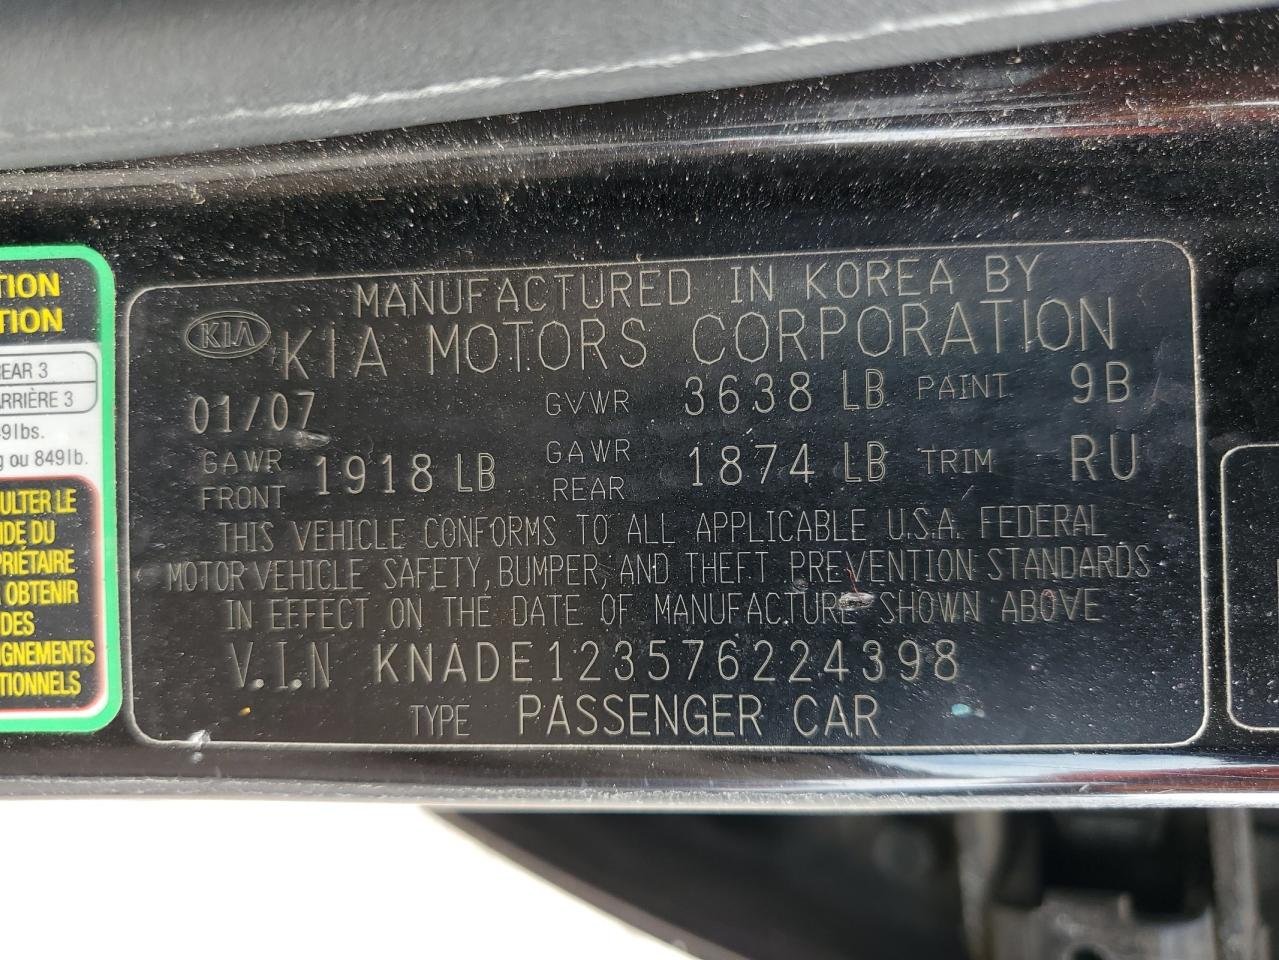 TION
TION
EAR 3
ARRIÈRE 3
9lbs.
g ou 849lb.
ULTER LE
IDE DU
PRIÉTAIRE
OBTENIR
DES
GNEMENTS
TIONNELS
MANUFACTURED IN KOREA BY
KIA KIA MOTORS CORPORATION
01/07 GVWR 3638 LB PAINT 9B
GAWR FRONT 1918 LB GAWR REAR 1874 LB TRIM RU
THIS VEHICLE CONFORMS TO ALL APPLICABLE U.S.A. FEDERAL
MOTOR VEHICLE SAFETY, BUMPER, AND THEFT PREVENTION STANDARDS
IN EFFECT ON THE DATE OF MANUFACTURE SHOWN ABOVE
V.I.N KNADE123576224398
TYPE PASSENGER CAR